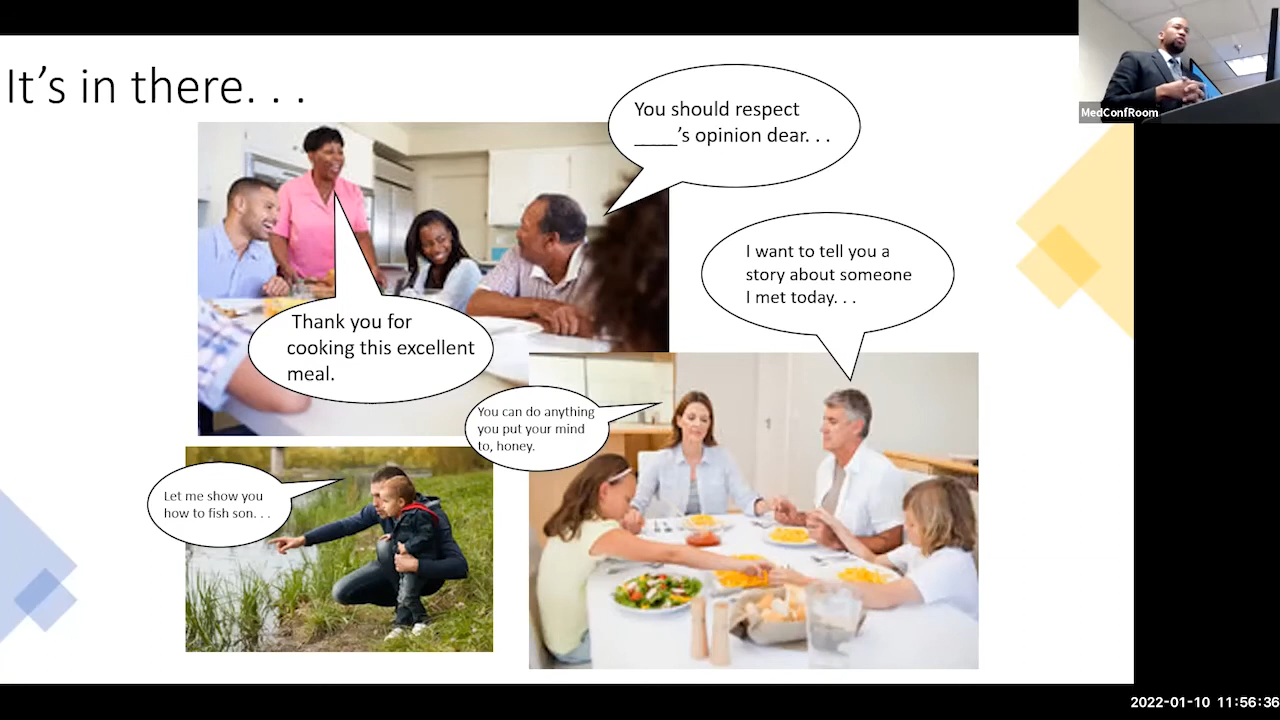 It’s in there. . .
You should respect
____’s opinion dear. . .
I want to tell you a
story about someone
I met today. . .
Thank you for
cooking this excellent
meal.
You can do anything
you put your mind
to, honey.
Let me show you
how to fish son. . .
MedConfRoom
2022-01-10 11:56:36